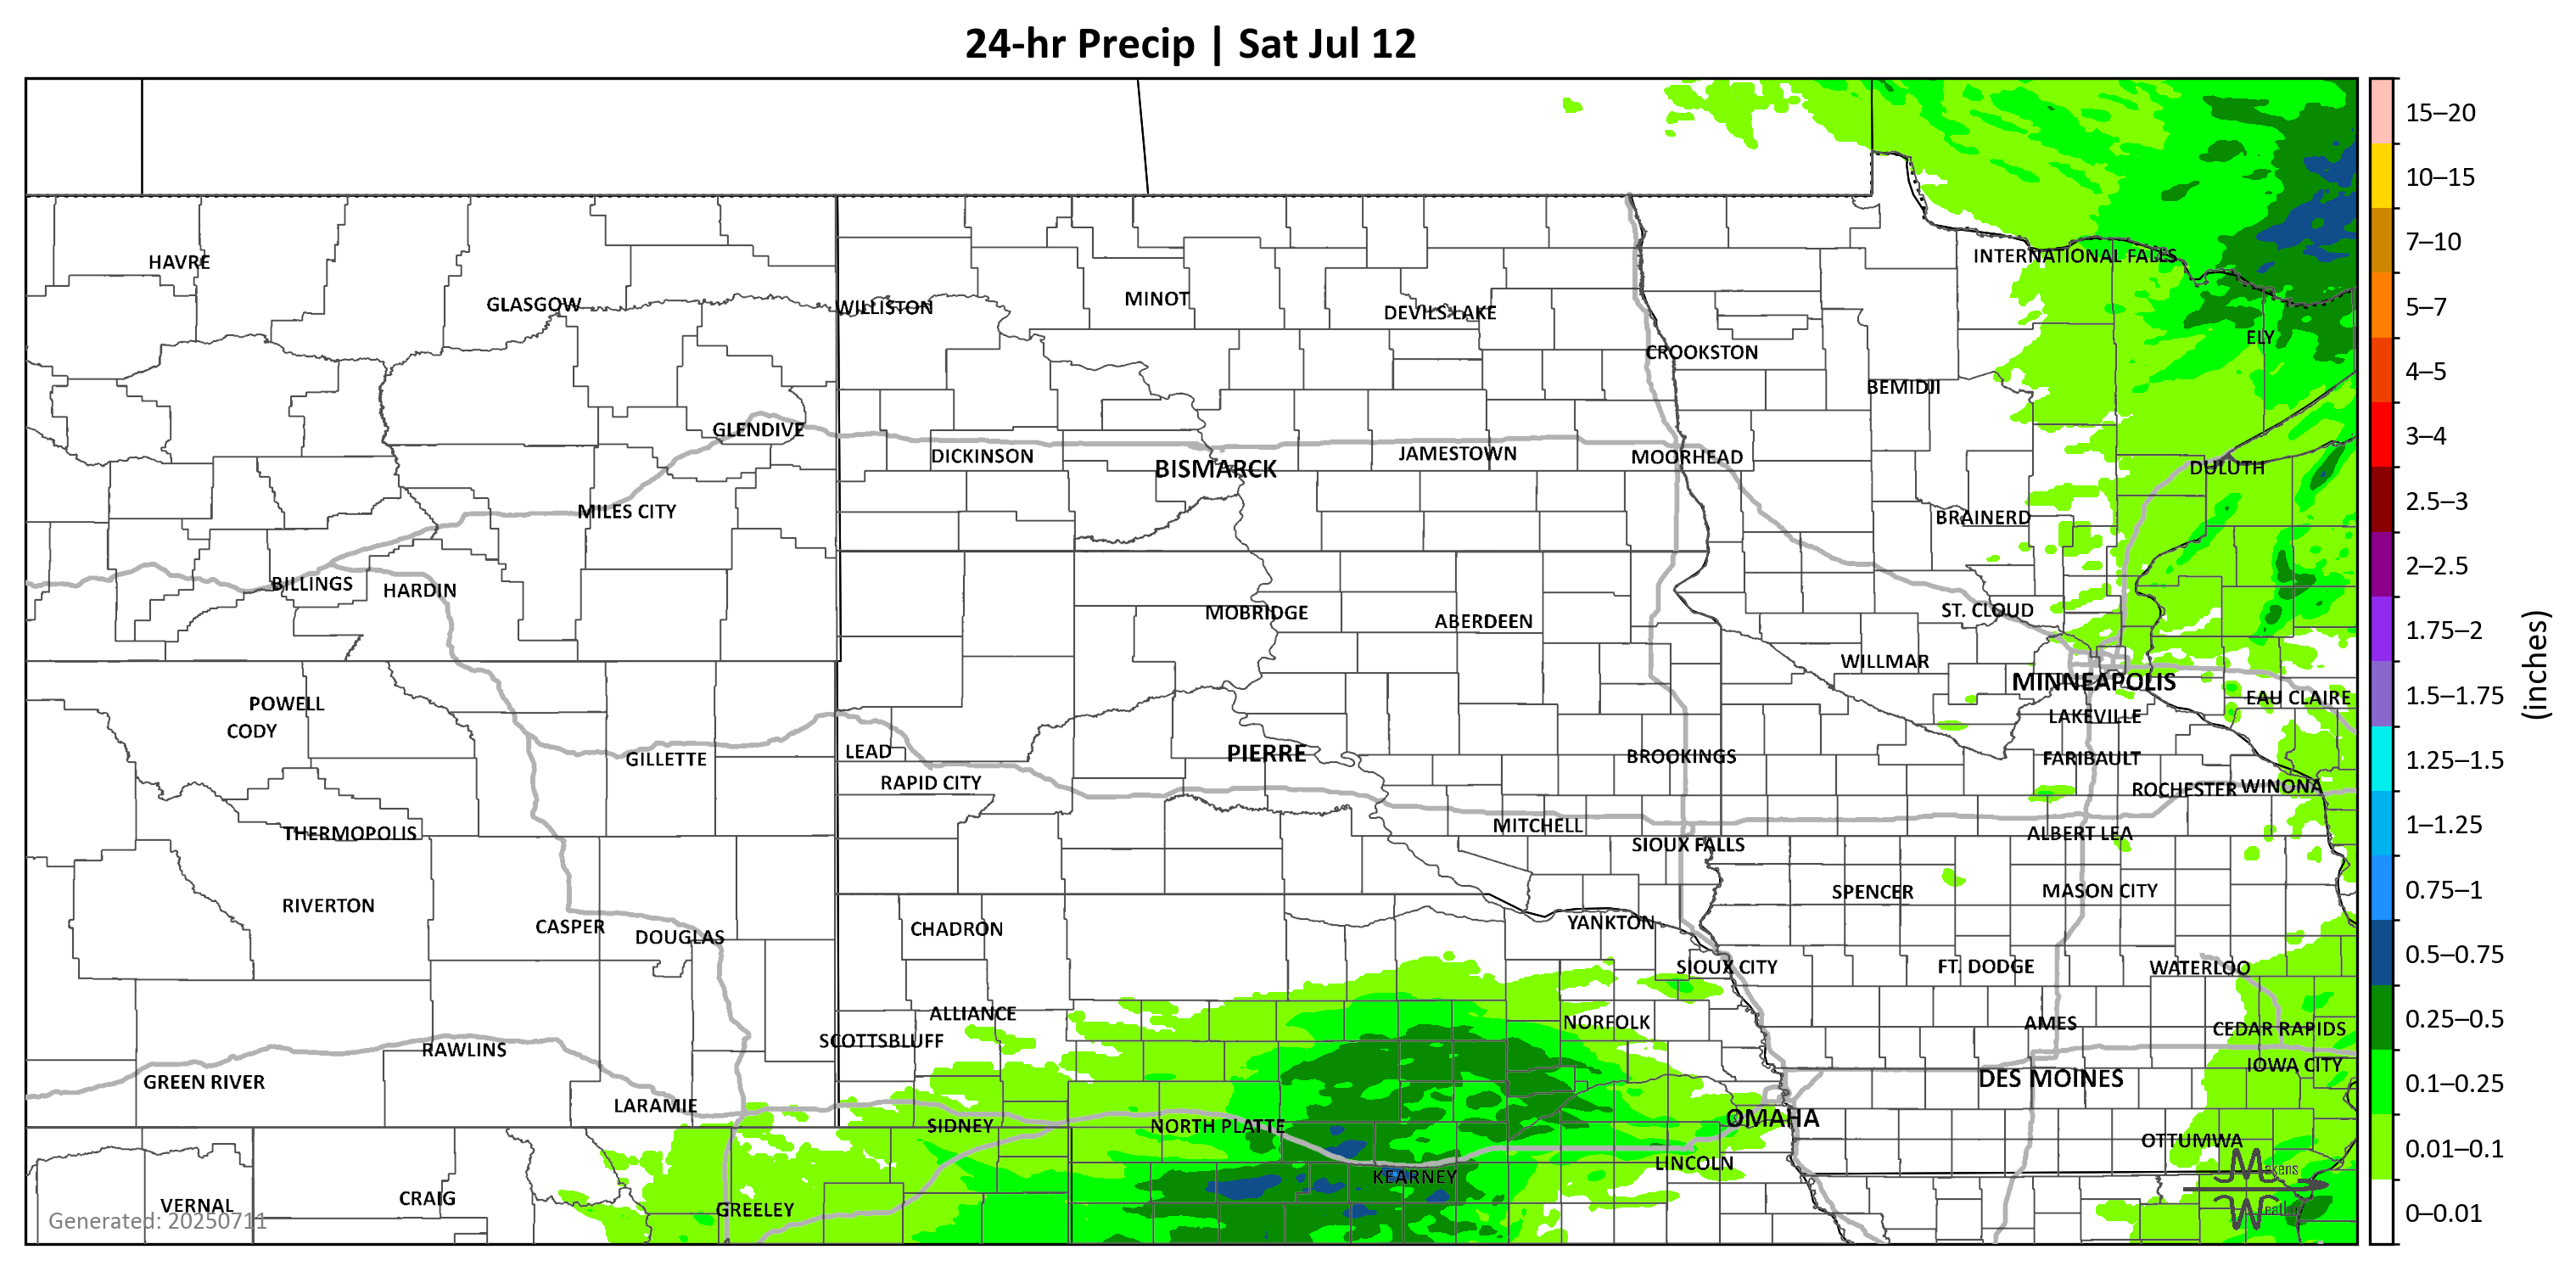 24-hr Precip | Sat Jul 12
15–20
10–15
HAVRE
INTERNATIONAL FALLS
7–10
GLASGOW
WILLISTON
MINOT
DEVILS LAKE
5–7
ELY
CROOKSTON
BEMIDJI
4–5
GLENDIVE
DICKINSON
BISMARCK
JAMESTOWN
MOORHEAD
DULUTH
3–4
MILES CITY
BRAINERD
2.5–3
BILLINGS
HARDIN
2–2.5
MOBRIDGE
ABERDEEN
ST. CLOUD
1.75–2
WILLMAR
MINNEAPOLIS
EAU CLAIRE
1.5–1.75
(inches)
POWELL
CODY
LAKEVILLE
GILLETTE
LEAD
PIERRE
BROOKINGS
FARIBAULT
1.25–1.5
RAPID CITY
ROCHESTER
WINONA
THERMOPOLIS
MITCHELL
SIOUX FALLS
ALBERT LEA
1–1.25
RIVERTON
SPENCER
MASON CITY
0.75–1
CASPER
DOUGLAS
CHADRON
YANKTON
SIOUX CITY
FT. DODGE
WATERLOO
0.5–0.75
ALLIANCE
SCOTTSBLUFF
NORFOLK
AMES
CEDAR RAPIDS
0.25–0.5
RAWLINS
GREEN RIVER
IOWA CITY
DES MOINES
0.1–0.25
LARAMIE
SIDNEY
NORTH PLATTE
OMAHA
OTTUMWA
0.01–0.1
LINCOLN
KEARNEY
VERNAL
CRAIG
GREELEY
Makens
Weather
0–0.01
Generated: 20250711